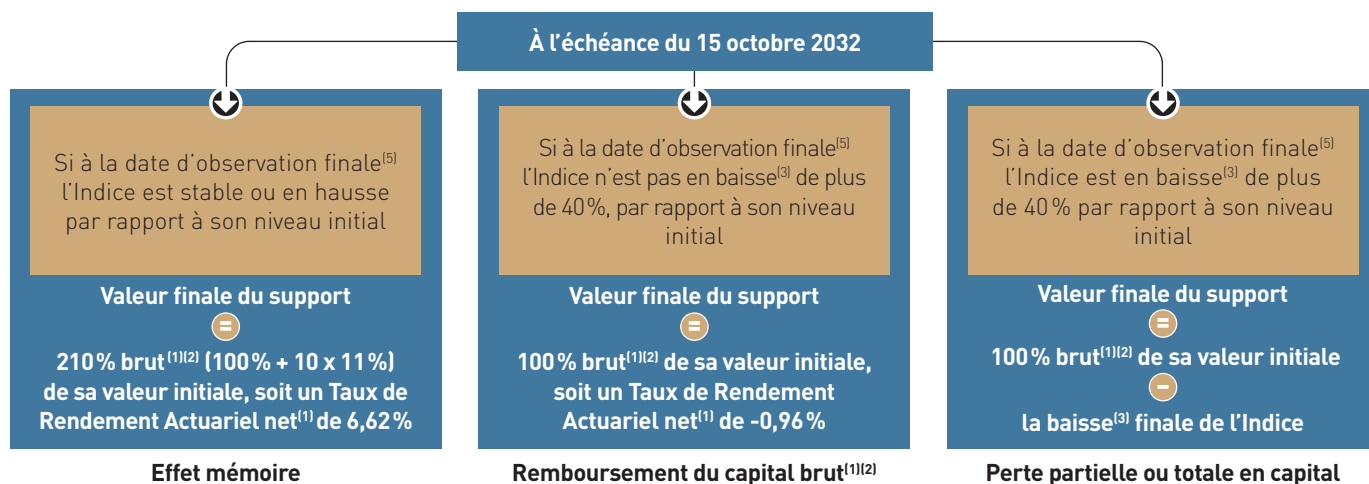 À l'échéance du 15 octobre 2032
Si à la date d'observation finale(5)
l'Indice est stable ou en hausse
par rapport à son niveau initial
Valeur finale du support
=
210% brut(1)(2) (100% + 10 x 11%)
de sa valeur initiale, soit un Taux de
Rendement Actuariel net(1) de 6,62%
Effet mémoire
Si à la date d'observation finale(5)
l'Indice n'est pas en baisse(3) de plus
de 40%, par rapport à son niveau
initial
Valeur finale du support
=
100% brut(1)(2) de sa valeur initiale,
soit un Taux de Rendement
Actuariel net(1) de -0,96%
Remboursement du capital brut(1)(2)
Si à la date d'observation finale(5)
l'Indice est en baisse(3) de plus
de 40% par rapport à son niveau
initial
Valeur finale du support
=
100% brut(1)(2) de sa valeur initiale
-
la baisse(3) finale de l'Indice
Perte partielle ou totale en capital